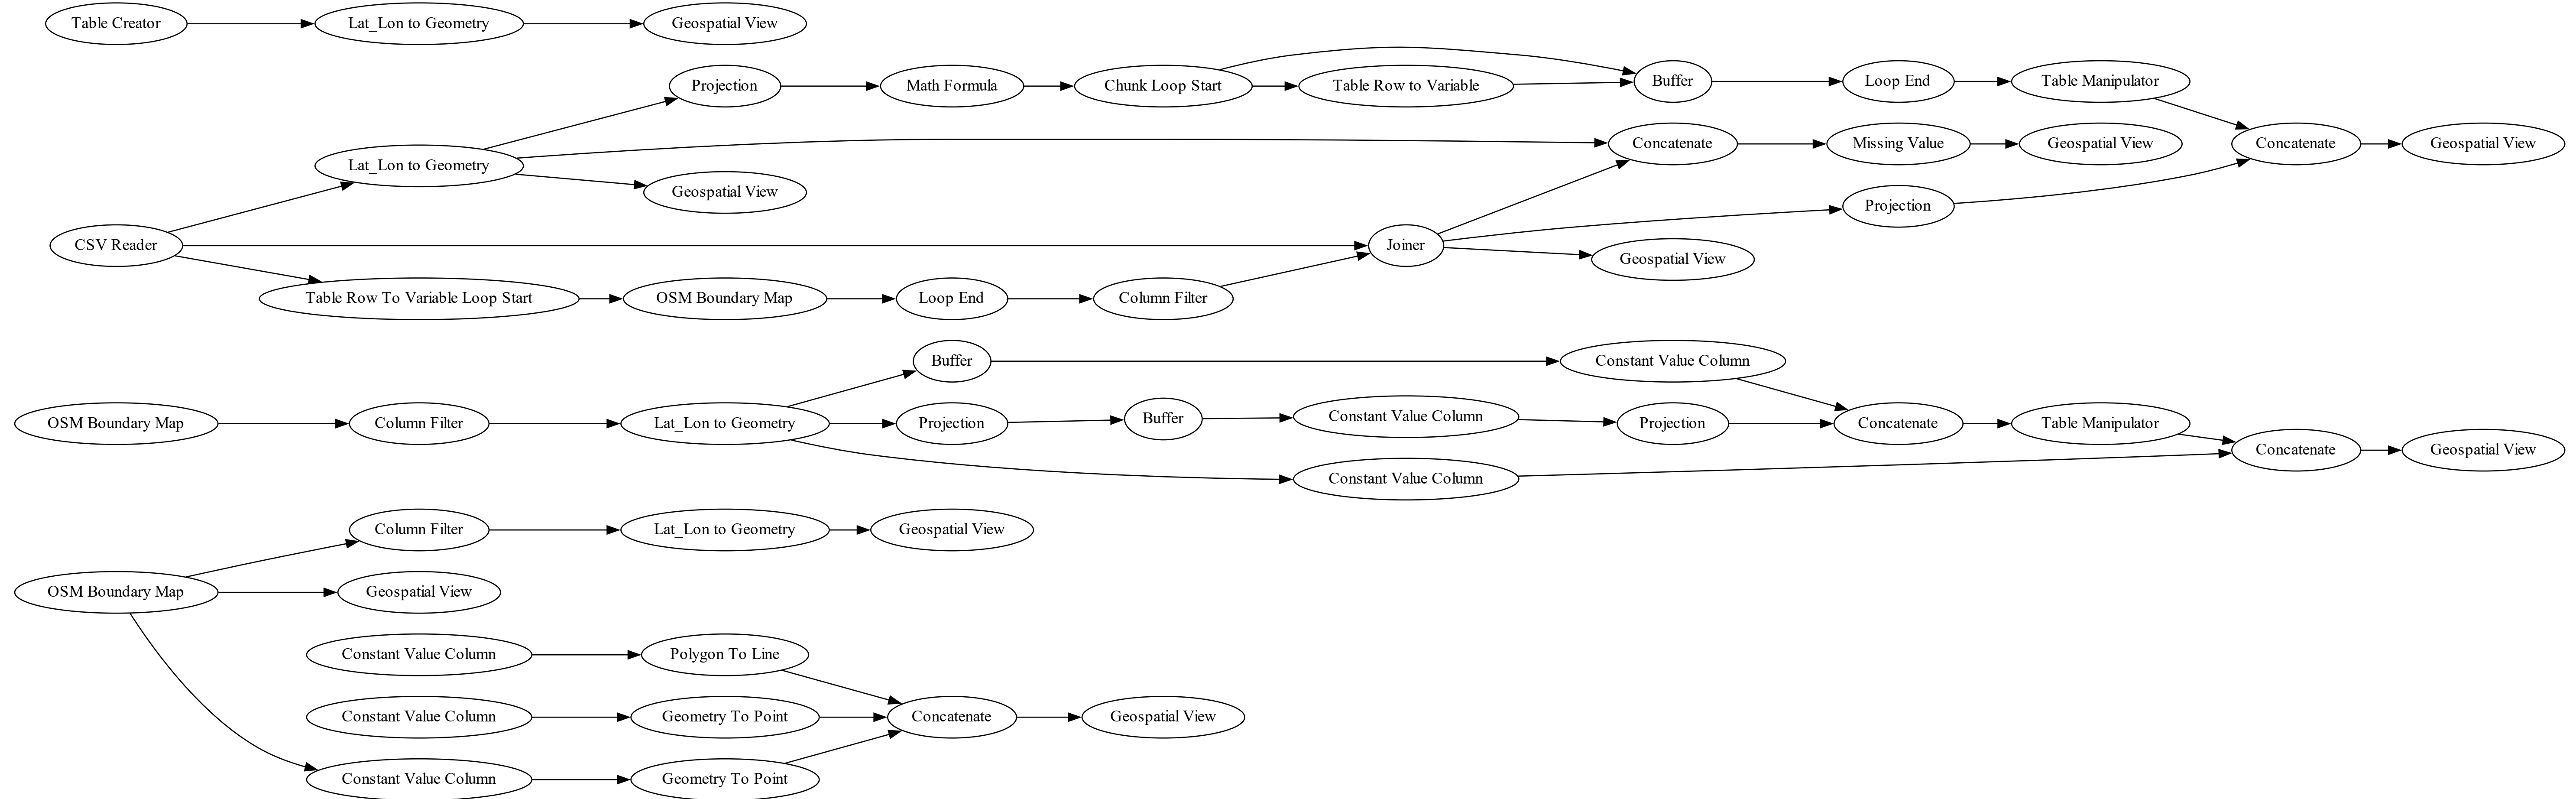 Table Creator
Lat_Lon to Geometry
Geospatial View
Projection
Math Formula
Chunk Loop Start
Table Row to Variable
Buffer
Loop End
Table Manipulator
Lat_Lon to Geometry
Concatenate
Missing Value
Geospatial View
Concatenate
Geospatial View
Geospatial View
Projection
CSV Reader
Joiner
Geospatial View
Table Row To Variable Loop Start
OSM Boundary Map
Loop End
Column Filter
Buffer
Constant Value Column
OSM Boundary Map
Column Filter
Lat_Lon to Geometry
Projection
Buffer
Constant Value Column
Projection
Concatenate
Table Manipulator
Constant Value Column
Concatenate
Geospatial View
Column Filter
Lat_Lon to Geometry
Geospatial View
OSM Boundary Map
Geospatial View
Constant Value Column
Polygon To Line
Constant Value Column
Geometry To Point
Concatenate
Geospatial View
Constant Value Column
Geometry To Point